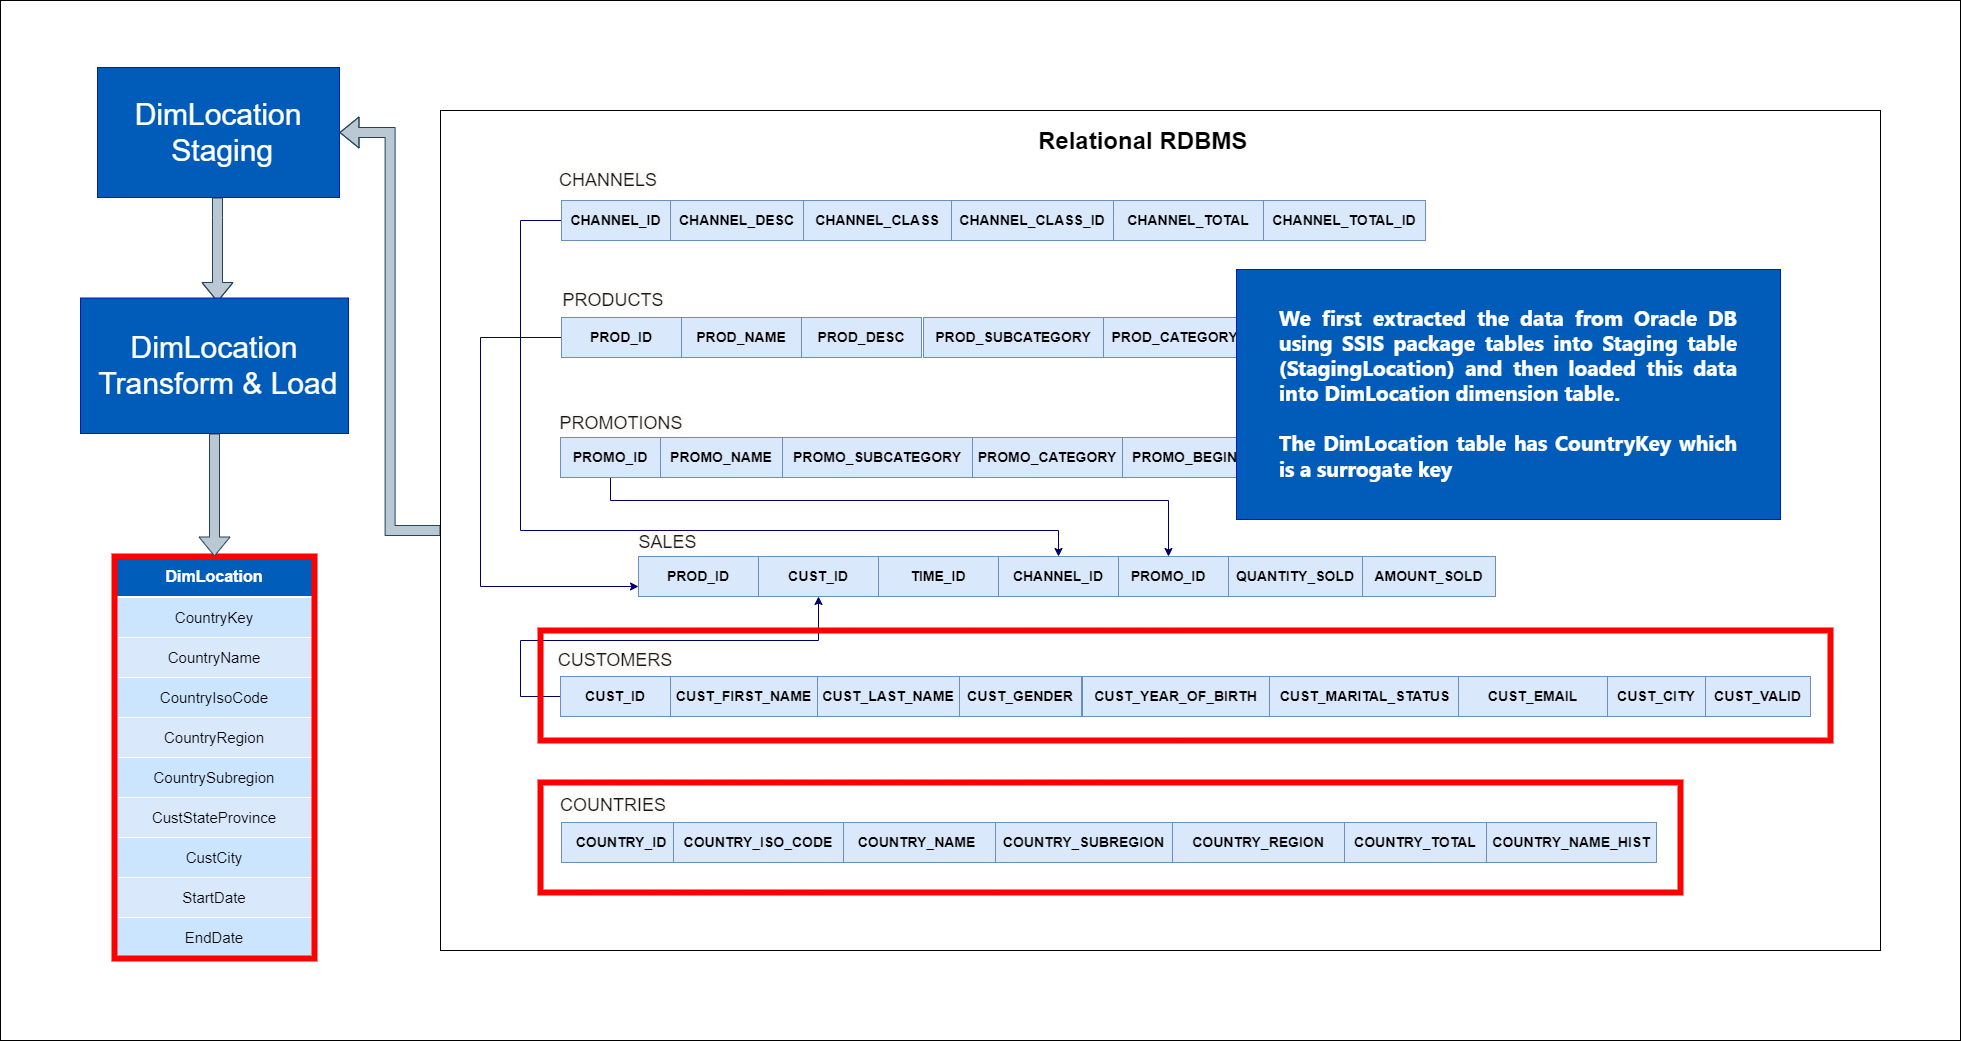 DimLocation
Staging
DimLocation
Transform & Load
DimLocation
CountryKey
CountryName
CountryIsoCode
CountryRegion
CountrySubregion
CustStateProvince
CustCity
StartDate
EndDate
Relational RDBMS
CHANNELS
CHANNEL_ID CHANNEL_DESC CHANNEL_CLASS CHANNEL_CLASS_ID CHANNEL_TOTAL CHANNEL_TOTAL_ID
PRODUCTS
PROD_ID PROD_NAME PROD_DESC PROD_SUBCATEGORY PROD_CATEGORY
PROMOTIONS
PROMO_ID PROMO_NAME PROMO_SUBCATEGORY PROMO_CATEGORY PROMO_BEGIN
We first extracted the data from Oracle DB
using SSIS package tables into Staging table
(StagingLocation) and then loaded this data
into DimLocation dimension table.
The DimLocation table has CountryKey which
is a surrogate key
SALES
PROD_ID CUST_ID TIME_ID CHANNEL_ID PROMO_ID QUANTITY_SOLD AMOUNT_SOLD
CUSTOMERS
CUST_ID CUST_FIRST_NAME CUST_LAST_NAME CUST_GENDER CUST_YEAR_OF_BIRTH CUST_MARITAL_STATUS CUST_EMAIL CUST_CITY CUST_VALID
COUNTRIES
COUNTRY_ID COUNTRY_ISO_CODE COUNTRY_NAME COUNTRY_SUBREGION COUNTRY_REGION COUNTRY_TOTAL COUNTRY_NAME_HIST